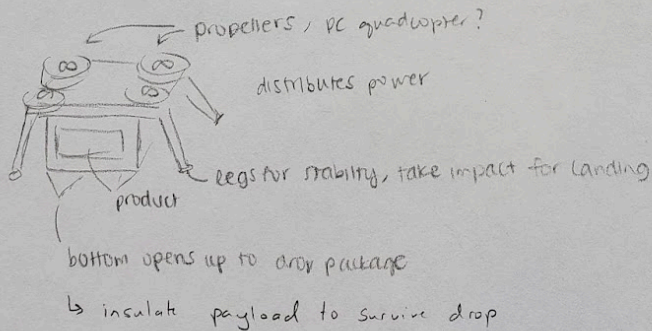 propellers, DC quadcopter?
distributes power
legs for stability, take impact for landing
product
bottom opens up to drop package
↳ insulate payload to survive drop